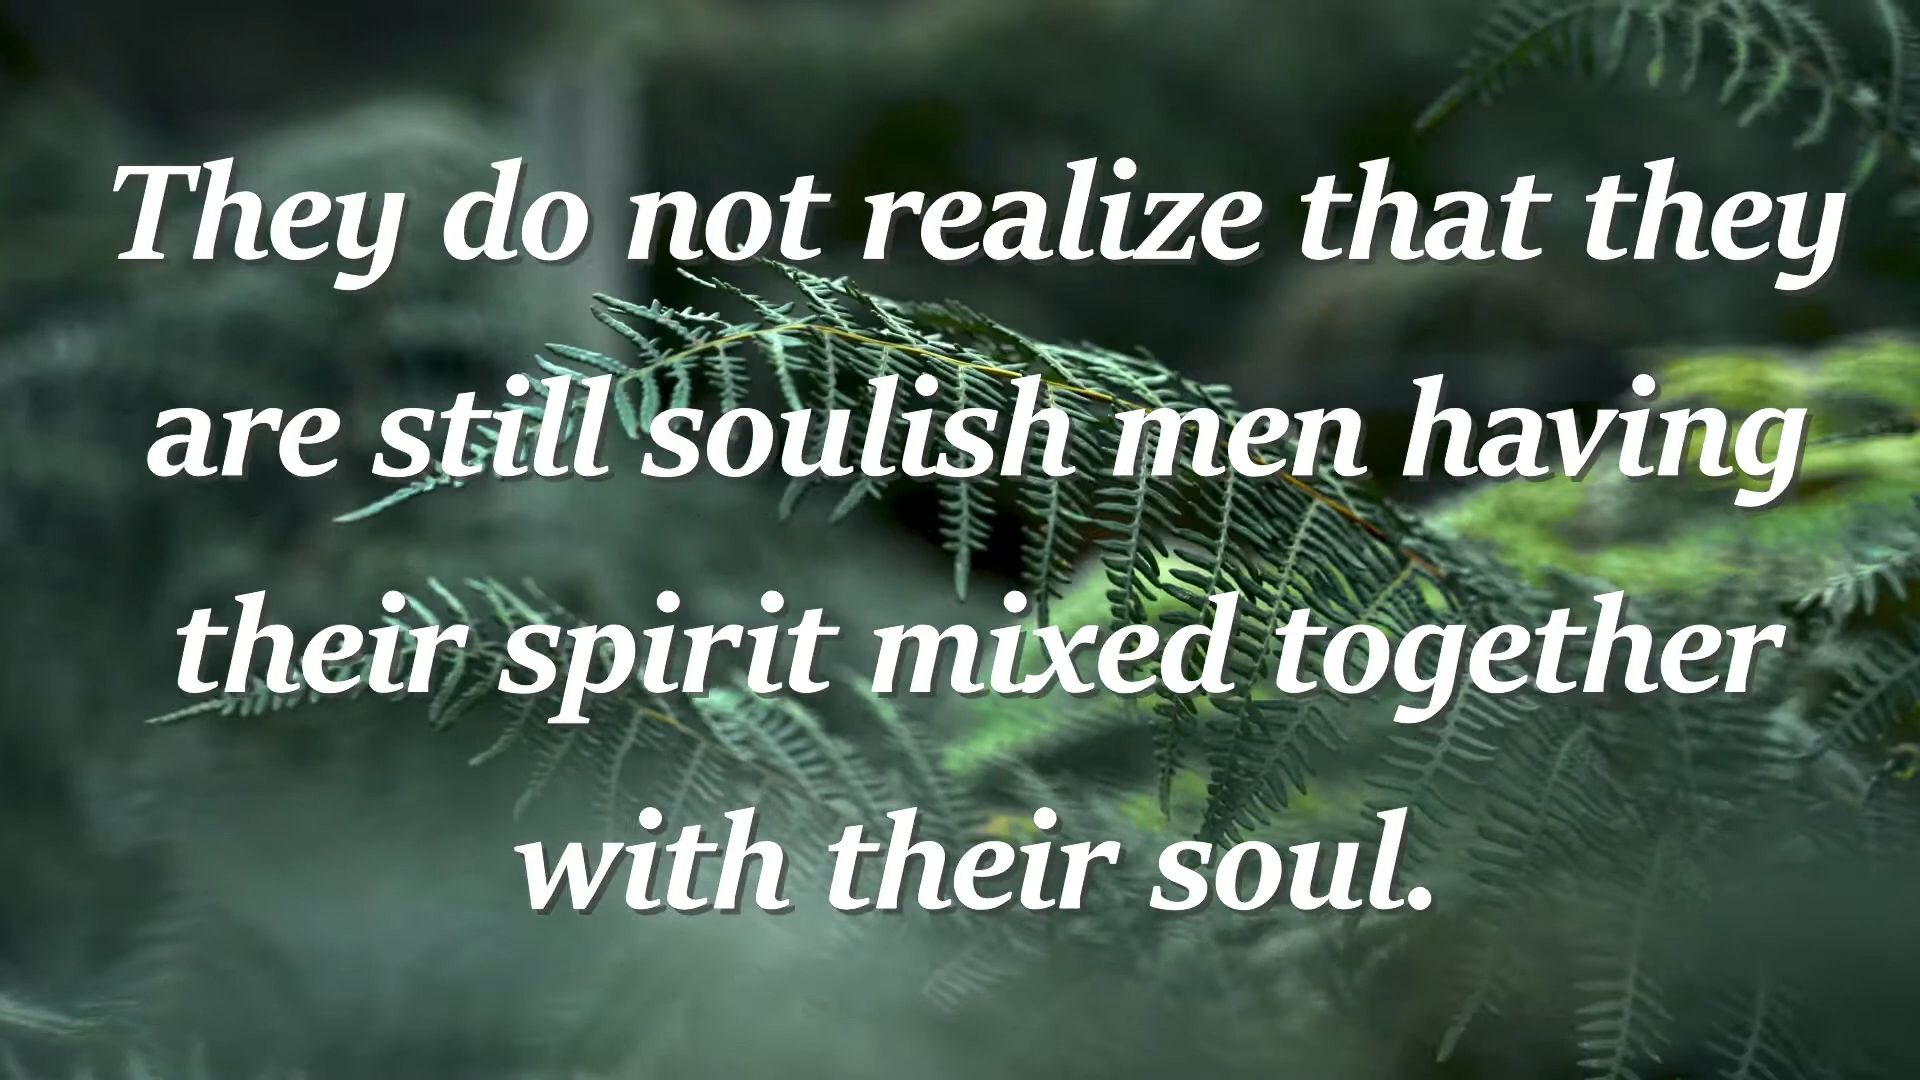 They do not realize that they
are still soulish men having
their spirit mixed together
with their soul.